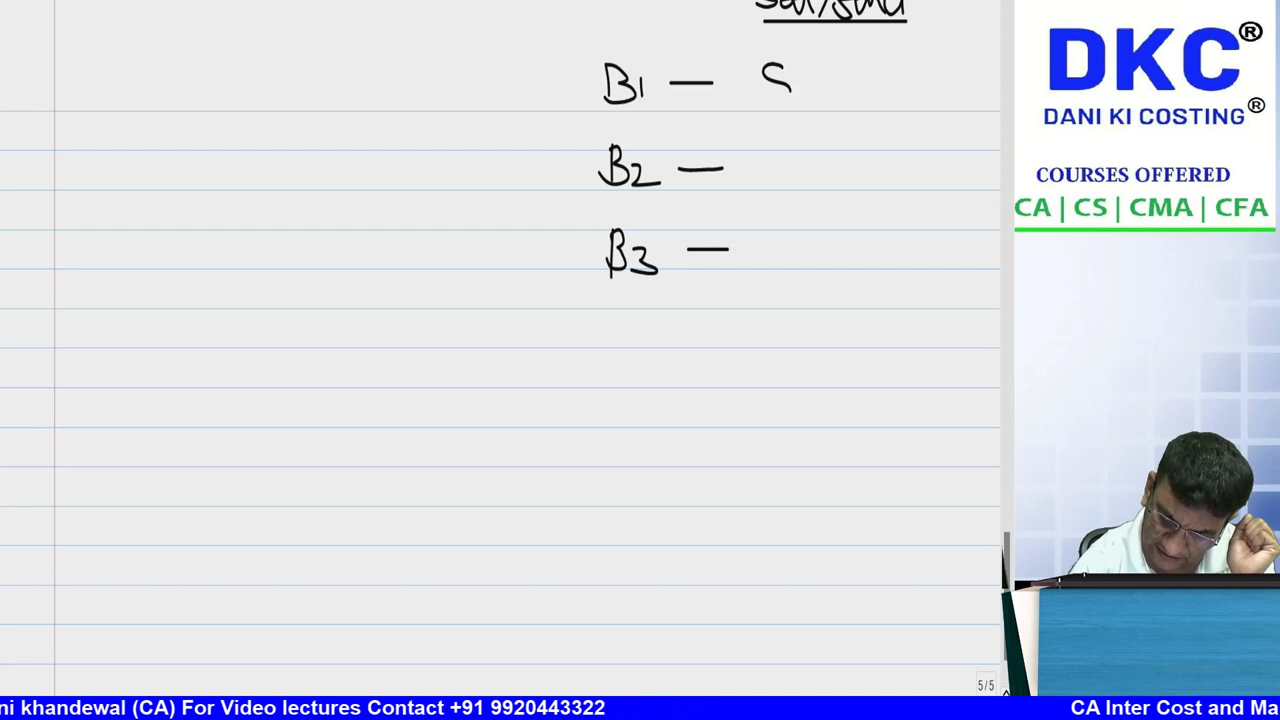 B1 — S
B2 —
B3 —
DKC®
DANI KI COSTING®
COURSES OFFERED
CA | CS | CMA | CFA
5/5
ni khandewal (CA) For Video lectures Contact +91 9920443322
CA Inter Cost and Ma